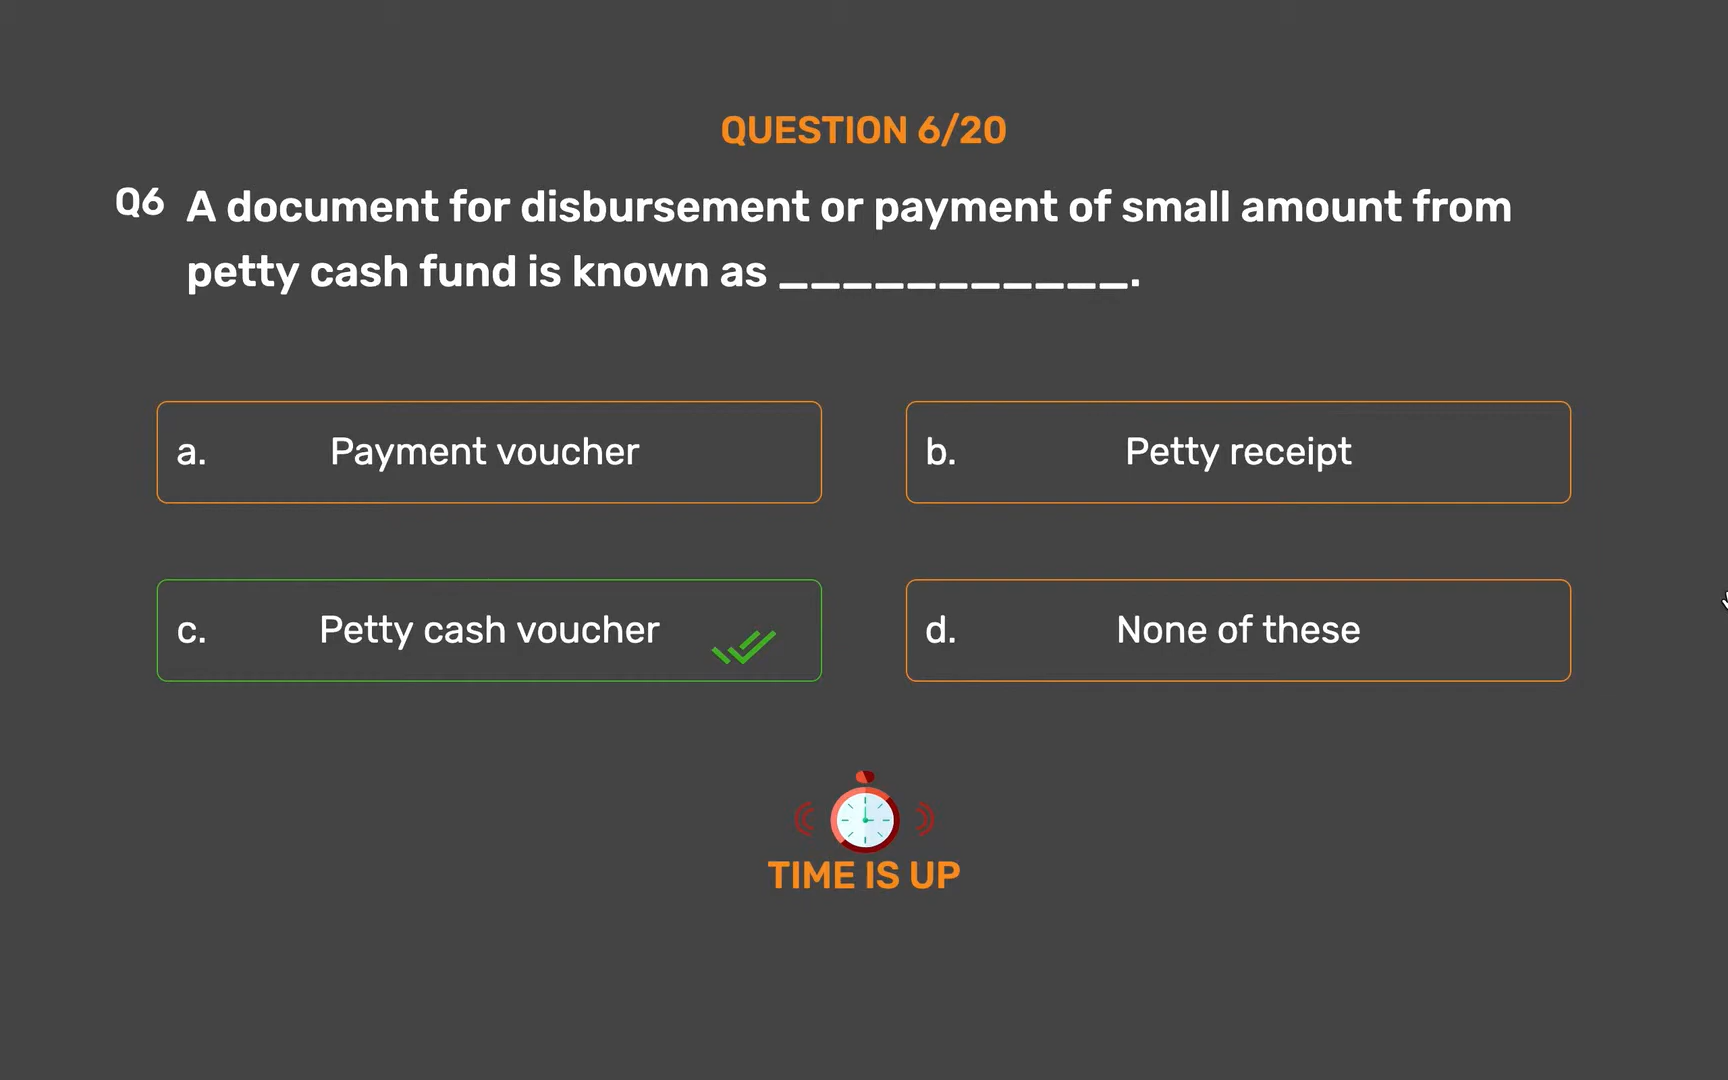 QUESTION 6/20
Q6 A document for disbursement or payment of small amount from
petty cash fund is known as ___________.
a. Payment voucher
b. Petty receipt
c. Petty cash voucher
d. None of these
TIME IS UP